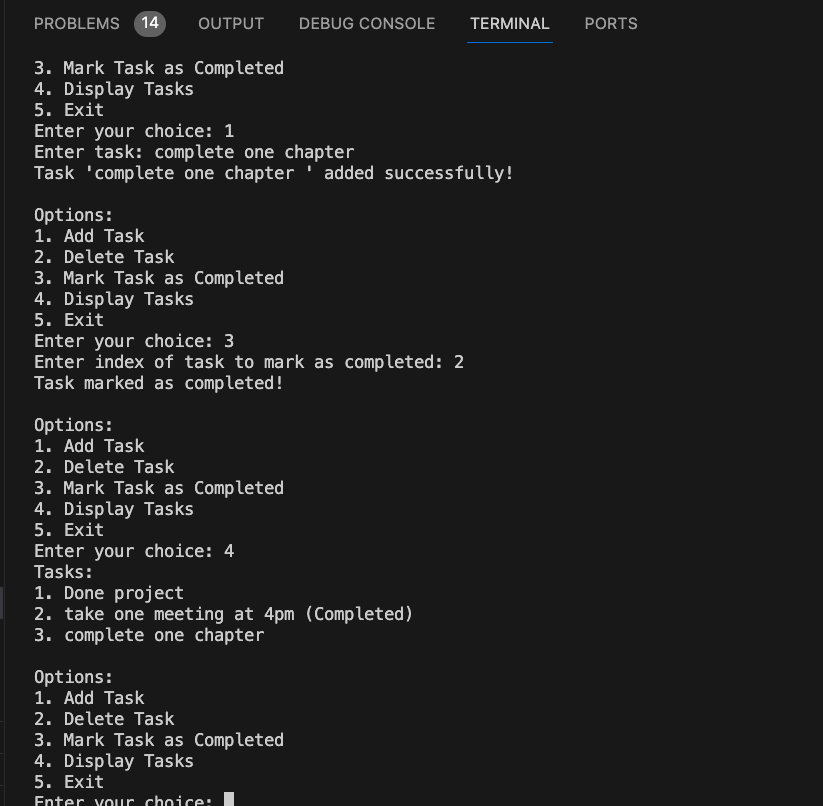 PROBLEMS 14 OUTPUT DEBUG CONSOLE TERMINAL PORTS
3. Mark Task as Completed
4. Display Tasks
5. Exit
Enter your choice: 1
Enter task: complete one chapter
Task 'complete one chapter ' added successfully!
Options:
1. Add Task
2. Delete Task
3. Mark Task as Completed
4. Display Tasks
5. Exit
Enter your choice: 3
Enter index of task to mark as completed: 2
Task marked as completed!
Options:
1. Add Task
2. Delete Task
3. Mark Task as Completed
4. Display Tasks
5. Exit
Enter your choice: 4
Tasks:
1. Done project
2. take one meeting at 4pm (Completed)
3. complete one chapter
Options:
1. Add Task
2. Delete Task
3. Mark Task as Completed
4. Display Tasks
5. Exit
Enter your choice: